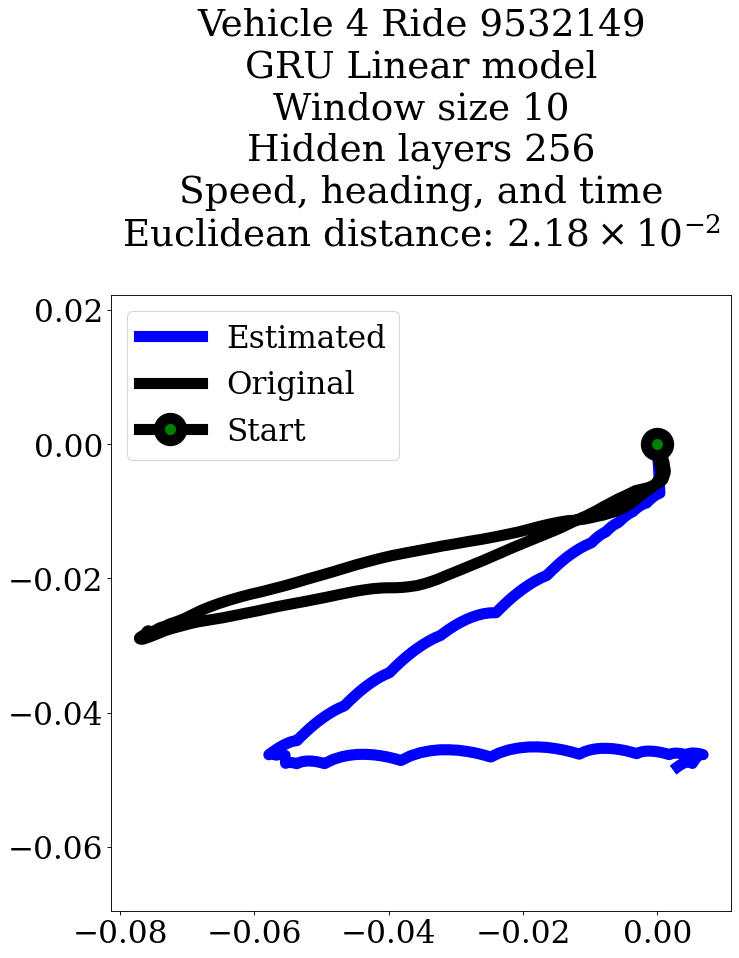 Vehicle 4 Ride 9532149
GRU Linear model
Window size 10
Hidden layers 256
Speed, heading, and time
Euclidean distance: 2.18 × 10⁻²
Estimated
Original
Start
0.02
0.00
−0.02
−0.04
−0.06
−0.08 −0.06 −0.04 −0.02 0.00